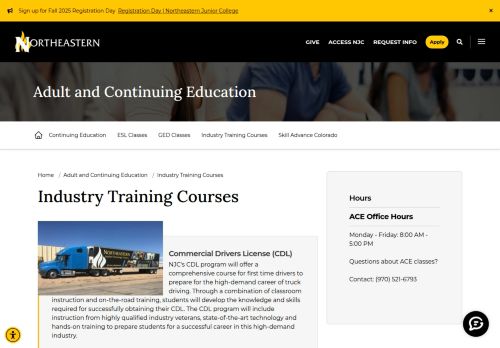 Sign up for Fall 2025 Registration Day Registration Day | Northeastern Junior College ×
NORTHEASTERN
GIVE ACCESS NJC REQUEST INFO Apply
Adult and Continuing Education
Continuing Education ESL Classes GED Classes Industry Training Courses Skill Advance Colorado
Home / Adult and Continuing Education / Industry Training Courses
Industry Training Courses
Commercial Drivers License (CDL)
NJC's CDL program will offer a
comprehensive course for first time drivers to
prepare for the high-demand career of truck
driving. Through a combination of classroom
instruction and on-the-road training, students will develop the knowledge and skills
required for successfully obtaining their CDL. The CDL program will include
instruction from highly qualified industry veterans, state-of-the-art technology and
hands-on training to prepare students for a successful career in this high-demand
industry.
Hours
ACE Office Hours
Monday - Friday: 8:00 AM -
5:00 PM
Questions about ACE classes?
Contact: (970) 521-6793